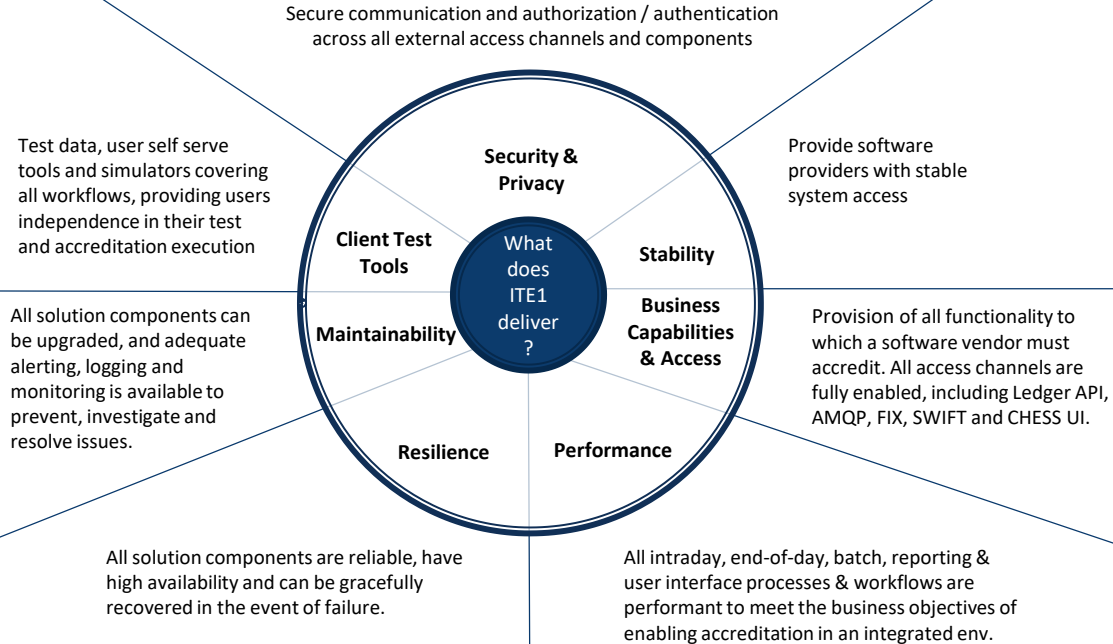 Secure communication and authorization / authentication
across all external access channels and components
Test data, user self serve
tools and simulators covering
all workflows, providing users
independence in their test
and accreditation execution
Provide software
providers with stable
system access
Security &
Privacy
Client Test
Tools
Stability
What
does
ITE1
deliver
?
Maintainability
Business
Capabilities
& Access
Resilience
Performance
All solution components can
be upgraded, and adequate
alerting, logging and
monitoring is available to
prevent, investigate and
resolve issues.
Provision of all functionality to
which a software vendor must
accredit. All access channels are
fully enabled, including Ledger API,
AMQP, FIX, SWIFT and CHESS UI.
All solution components are reliable, have
high availability and can be gracefully
recovered in the event of failure.
All intraday, end-of-day, batch, reporting &
user interface processes & workflows are
performant to meet the business objectives of
enabling accreditation in an integrated env.